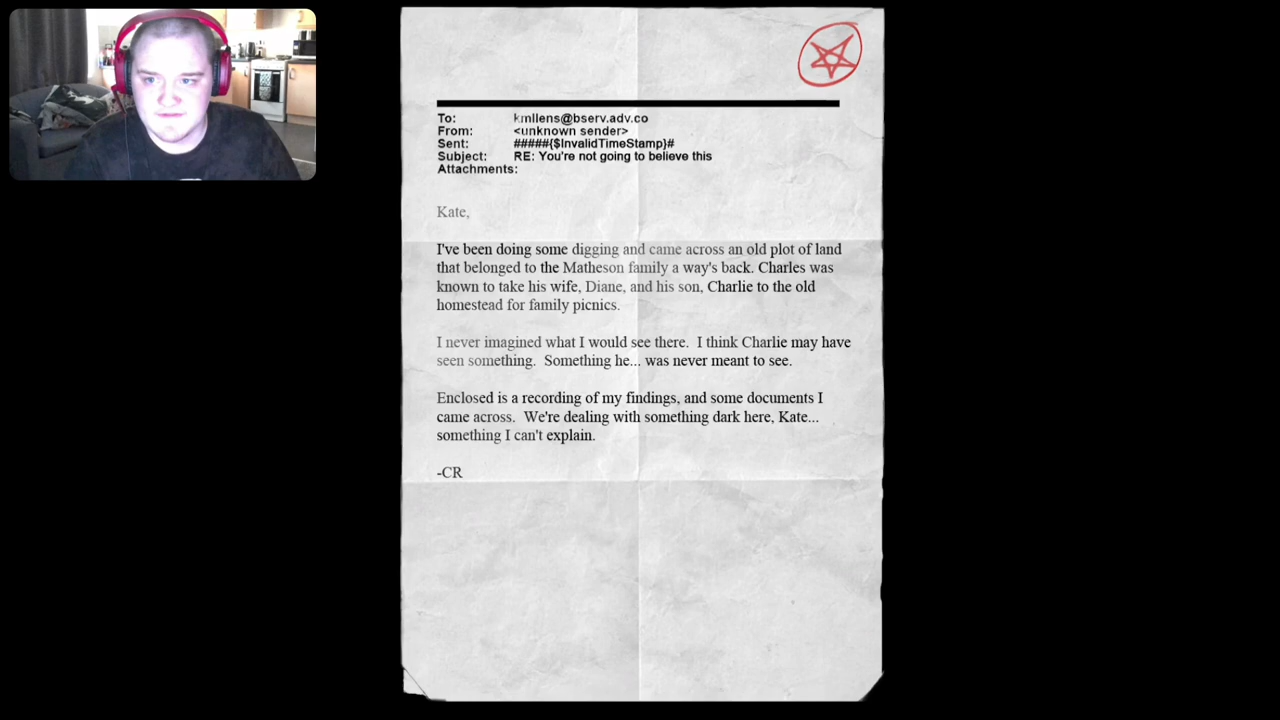 To: kmllens@bserv.adv.co
From: <unknown sender>
Sent: #####{$InvalidTimeStamp}#
Subject: RE: You're not going to believe this
Attachments:
Kate,
I've been doing some digging and came across an old plot of land
that belonged to the Matheson family a way's back. Charles was
known to take his wife, Diane, and his son, Charlie to the old
homestead for family picnics.
I never imagined what I would see there.  I think Charlie may have
seen something.  Something he... was never meant to see.
Enclosed is a recording of my findings, and some documents I
came across.  We're dealing with something dark here, Kate...
something I can't explain.
-CR